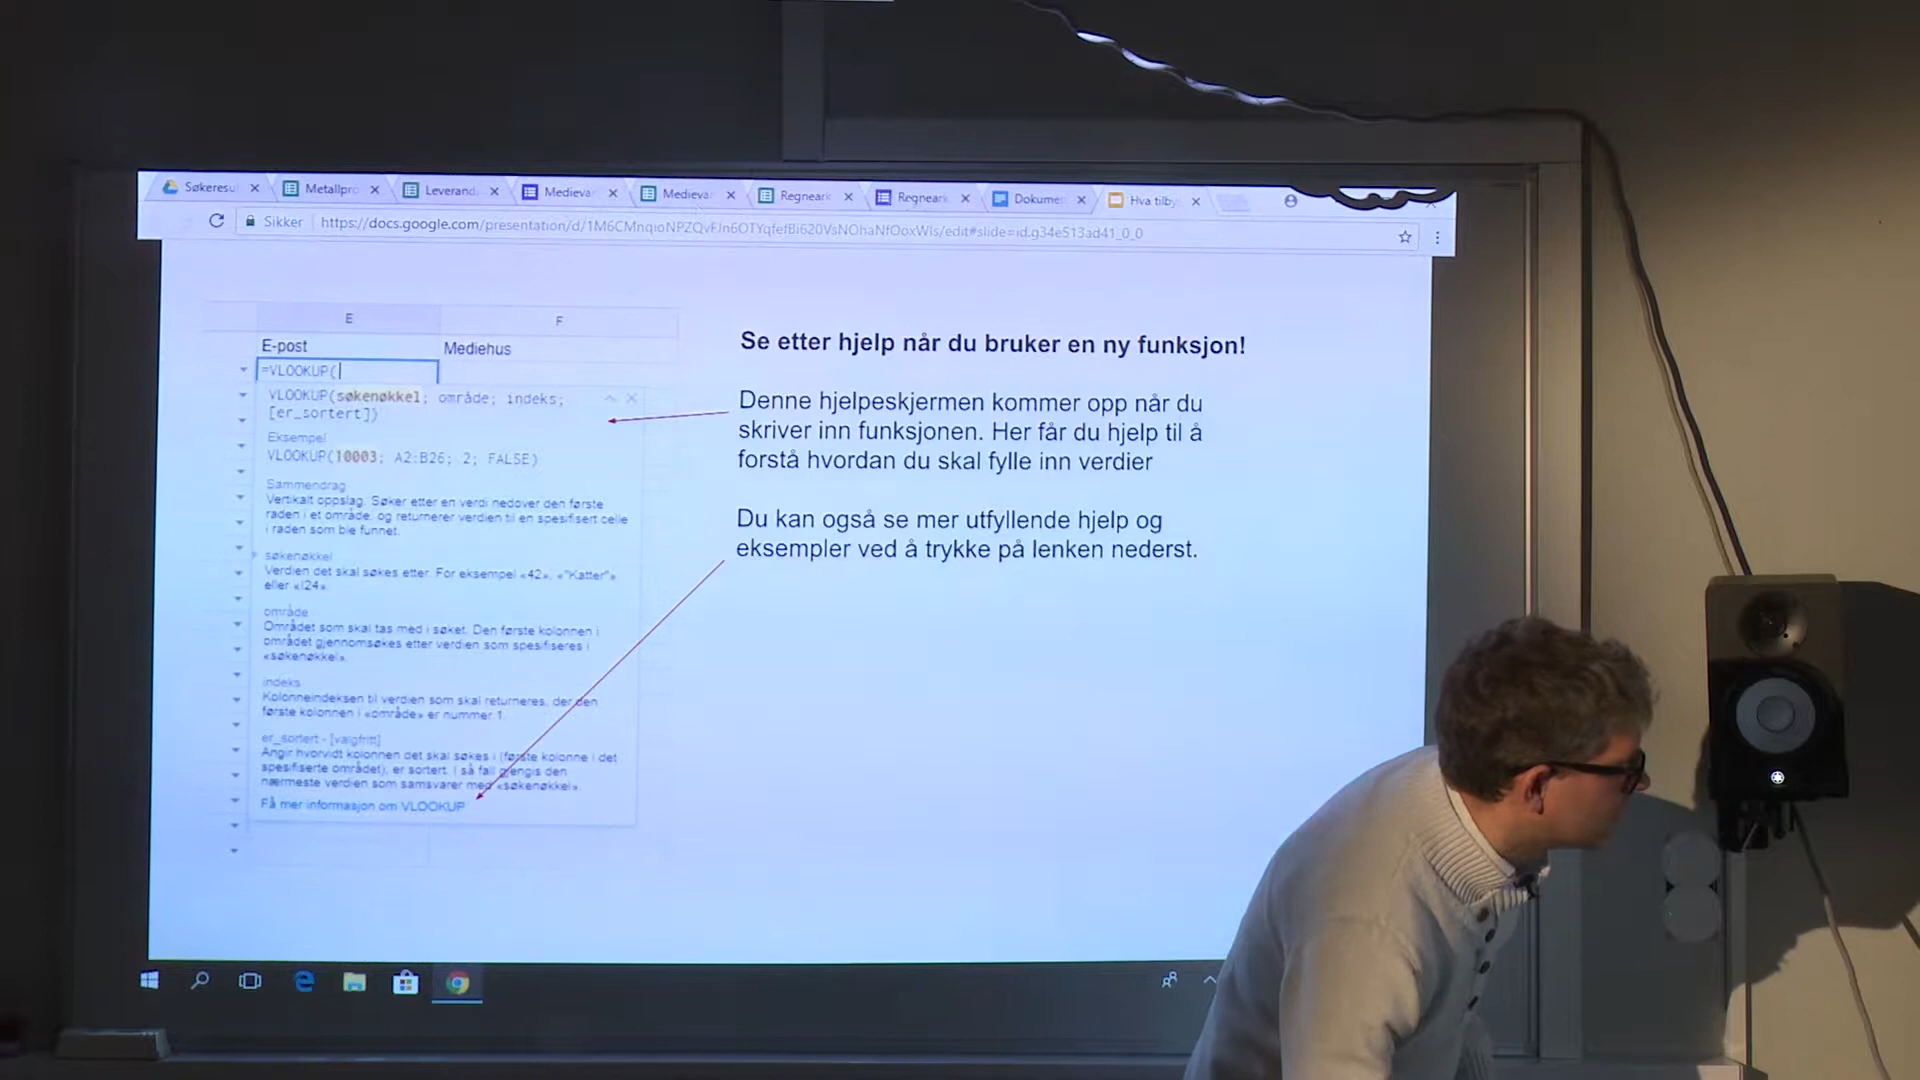 Søkeresu
Metallpro
Leverand
Medieva
Medieva
Regneark
Regneark
Dokume
Hva tilby
Sikker
https://docs.google.com/presentation/d/1M6CMnqioNPZQvFJn6OTYqfefBi620VsNOhaNfOoxWIs/edit#slide=id.g34e513ad41_0_0
E
F
E-post
Mediehus
=VLOOKUP(
VLOOKUP(søkenøkkel; område; indeks;
[er_sortert])
Eksempel
VLOOKUP(10003; A2:B26; 2; FALSE)
Sammendrag
Vertikalt oppslag. Søker etter en verdi nedover den første
raden i et område, og returnerer verdien til en spesifisert celle
i raden som ble funnet.
søkenøkkel
Verdien det skal søkes etter. For eksempel «42», «"Katter"»
eller «I24».
område
Området som skal tas med i søket. Den første kolonnen i
området gjennomsøkes etter verdien som spesifiseres i
«søkenøkkel».
indeks
Kolonneindeksen til verdien som skal returneres, der den
første kolonnen i «område» er nummer 1.
er_sortert - [valgfritt]
Angir hvorvidt kolonnen det skal søkes i (første kolonne i det
spesifiserte området), er sortert. I så fall gjengis den
nærmeste verdien som samsvarer med «søkenøkkel».
Få mer informasjon om VLOOKUP
Se etter hjelp når du bruker en ny funksjon!
Denne hjelpeskjermen kommer opp når du
skriver inn funksjonen. Her får du hjelp til å
forstå hvordan du skal fylle inn verdier
Du kan også se mer utfyllende hjelp og
eksempler ved å trykke på lenken nederst.